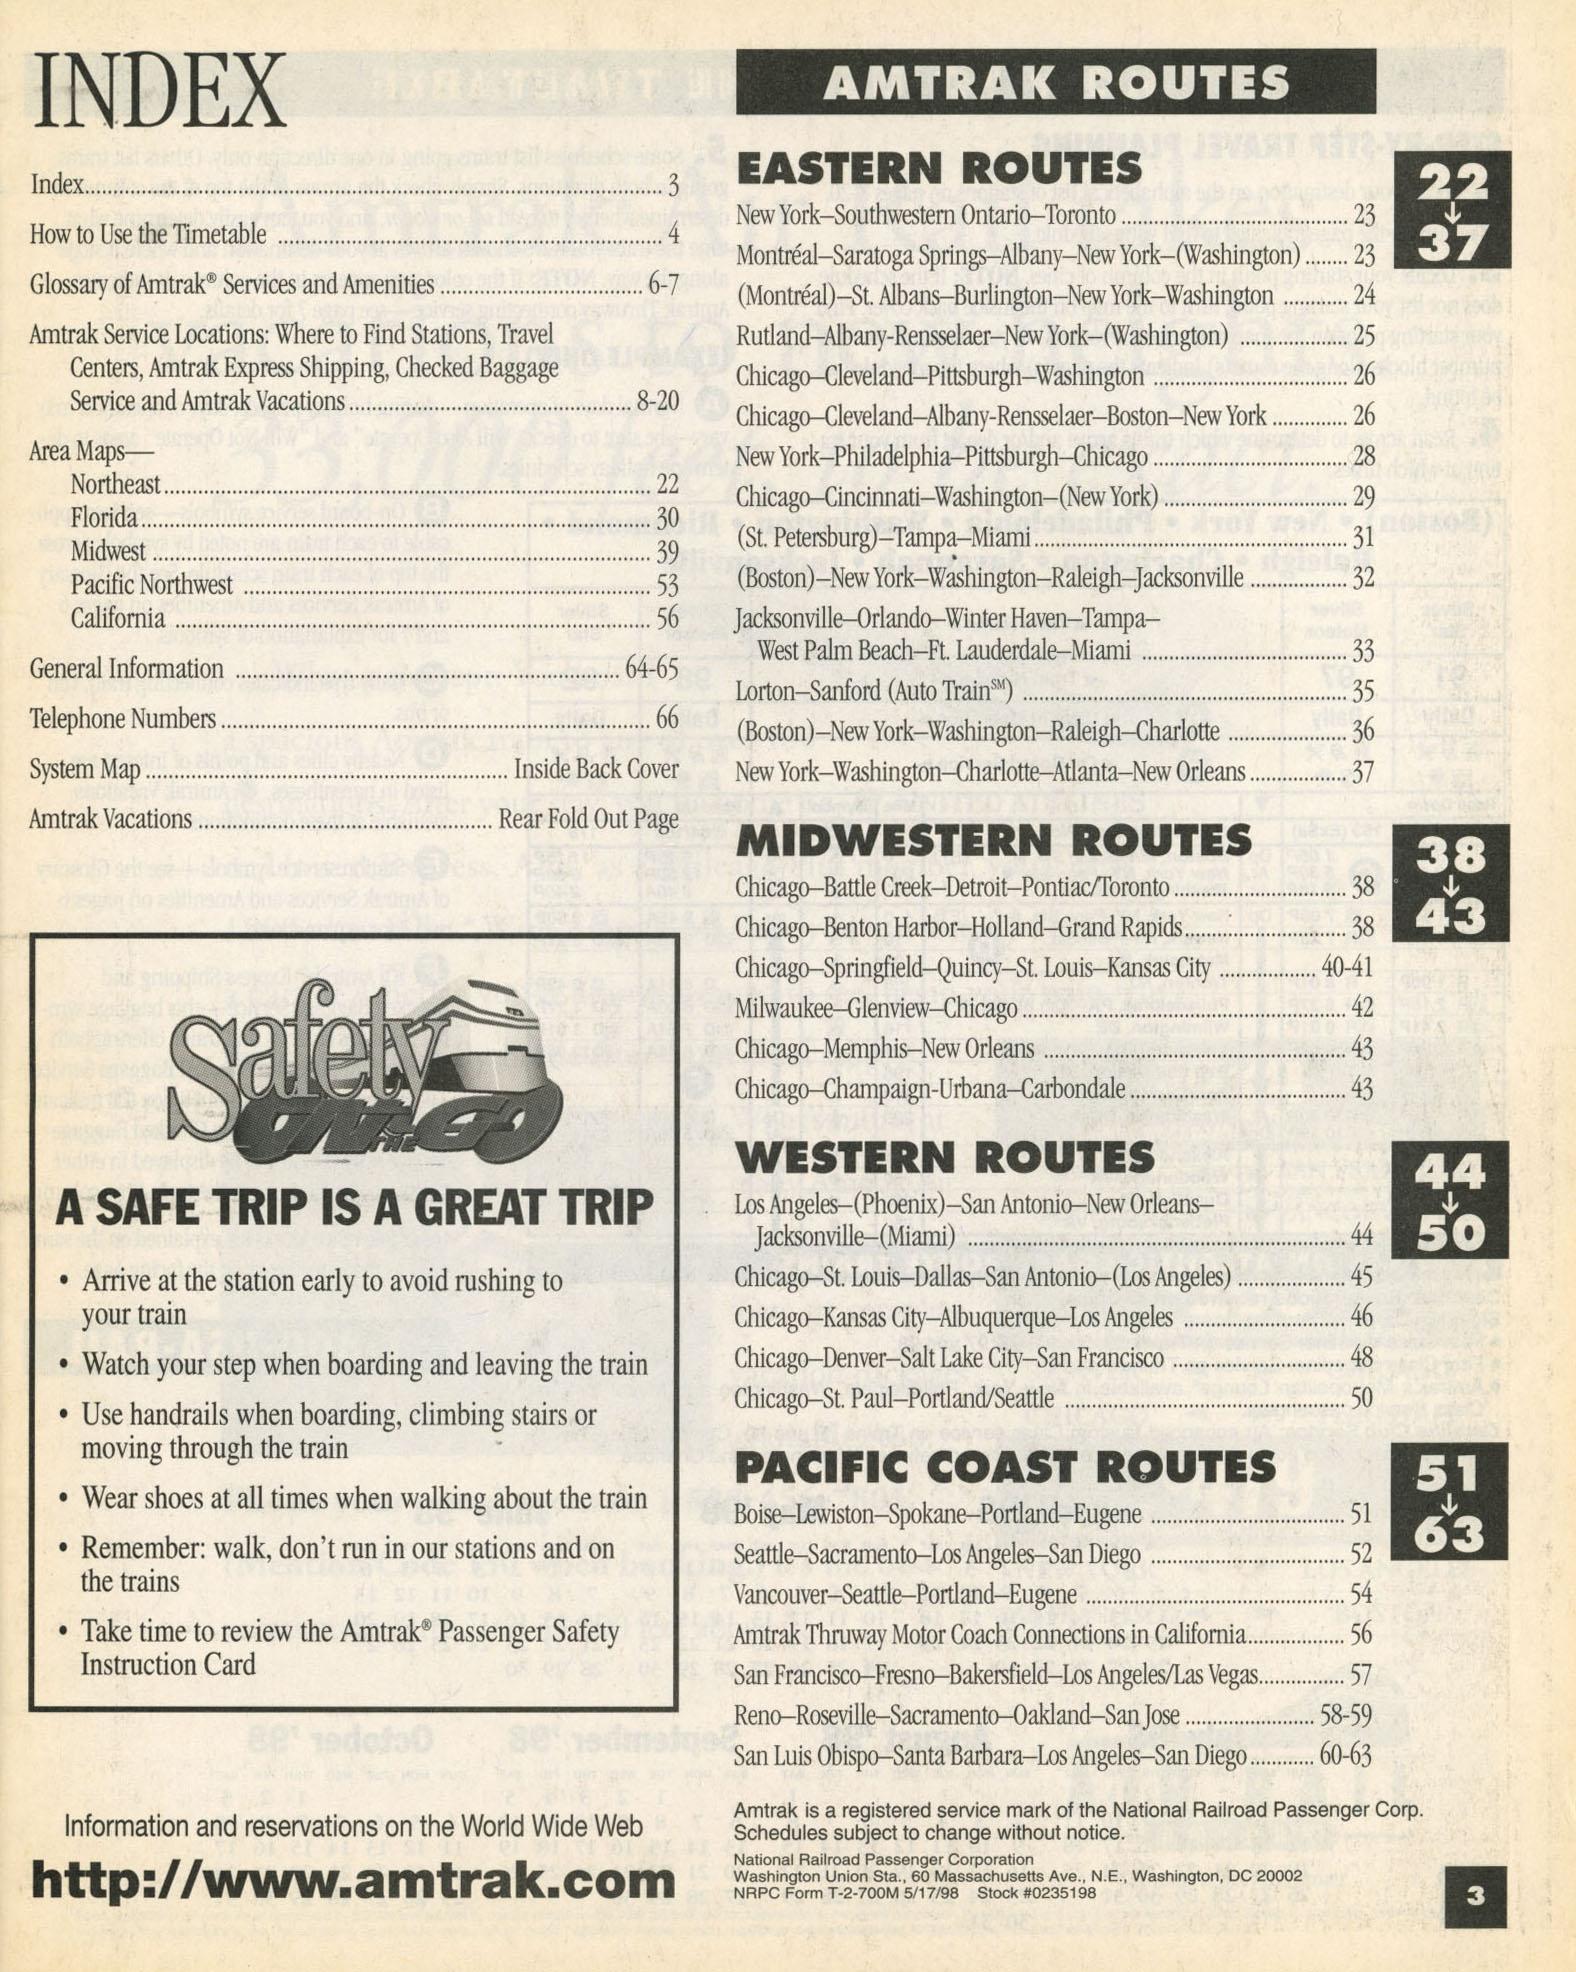 INDEX
Index 3
How to Use the Timetable 4
Glossary of Amtrak® Services and Amenities 6-7
Amtrak Service Locations: Where to Find Stations, Travel
Centers, Amtrak Express Shipping, Checked Baggage
Service and Amtrak Vacations 8-20
Area Maps—
Northeast 22
Florida 30
Midwest 39
Pacific Northwest 53
California 56
General Information 64-65
Telephone Numbers 66
System Map Inside Back Cover
Amtrak Vacations Rear Fold Out Page
Safety
ON THE GO
A SAFE TRIP IS A GREAT TRIP
• Arrive at the station early to avoid rushing to
your train
• Watch your step when boarding and leaving the train
• Use handrails when boarding, climbing stairs or
moving through the train
• Wear shoes at all times when walking about the train
• Remember: walk, don't run in our stations and on
the trains
• Take time to review the Amtrak® Passenger Safety
Instruction Card
Information and reservations on the World Wide Web
http://www.amtrak.com
AMTRAK ROUTES
EASTERN ROUTES
22
↓
37
New York–Southwestern Ontario–Toronto 23
Montréal–Saratoga Springs–Albany–New York–(Washington) 23
(Montréal)–St. Albans–Burlington–New York–Washington 24
Rutland–Albany-Rensselaer–New York–(Washington) 25
Chicago–Cleveland–Pittsburgh–Washington 26
Chicago–Cleveland–Albany-Rensselaer–Boston–New York 26
New York–Philadelphia–Pittsburgh–Chicago 28
Chicago–Cincinnati–Washington–(New York) 29
(St. Petersburg)–Tampa–Miami 31
(Boston)–New York–Washington–Raleigh–Jacksonville 32
Jacksonville–Orlando–Winter Haven–Tampa–
West Palm Beach–Ft. Lauderdale–Miami 33
Lorton–Sanford (Auto Train℠) 35
(Boston)–New York–Washington–Raleigh–Charlotte 36
New York–Washington–Charlotte–Atlanta–New Orleans 37
MIDWESTERN ROUTES
38
↓
43
Chicago–Battle Creek–Detroit–Pontiac/Toronto 38
Chicago–Benton Harbor–Holland–Grand Rapids 38
Chicago–Springfield–Quincy–St. Louis–Kansas City 40-41
Milwaukee–Glenview–Chicago 42
Chicago–Memphis–New Orleans 43
Chicago–Champaign-Urbana–Carbondale 43
WESTERN ROUTES
44
↓
50
Los Angeles–(Phoenix)–San Antonio–New Orleans–
Jacksonville–(Miami) 44
Chicago–St. Louis–Dallas–San Antonio–(Los Angeles) 45
Chicago–Kansas City–Albuquerque–Los Angeles 46
Chicago–Denver–Salt Lake City–San Francisco 48
Chicago–St. Paul–Portland/Seattle 50
PACIFIC COAST ROUTES
51
↓
63
Boise–Lewiston–Spokane–Portland–Eugene 51
Seattle–Sacramento–Los Angeles–San Diego 52
Vancouver–Seattle–Portland–Eugene 54
Amtrak Thruway Motor Coach Connections in California 56
San Francisco–Fresno–Bakersfield–Los Angeles/Las Vegas 57
Reno–Roseville–Sacramento–Oakland–San Jose 58-59
San Luis Obispo–Santa Barbara–Los Angeles–San Diego 60-63
Amtrak is a registered service mark of the National Railroad Passenger Corp.
Schedules subject to change without notice.
National Railroad Passenger Corporation
Washington Union Sta., 60 Massachusetts Ave., N.E., Washington, DC 20002
NRPC Form T-2-700M 5/17/98 Stock #0235198
3